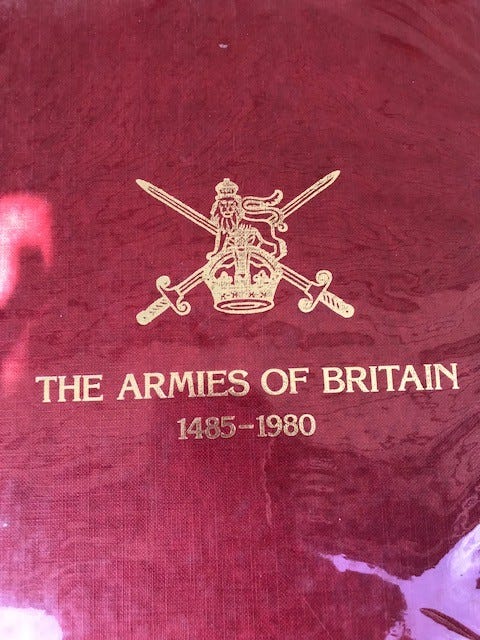 THE ARMIES OF BRITAIN
1485–1980